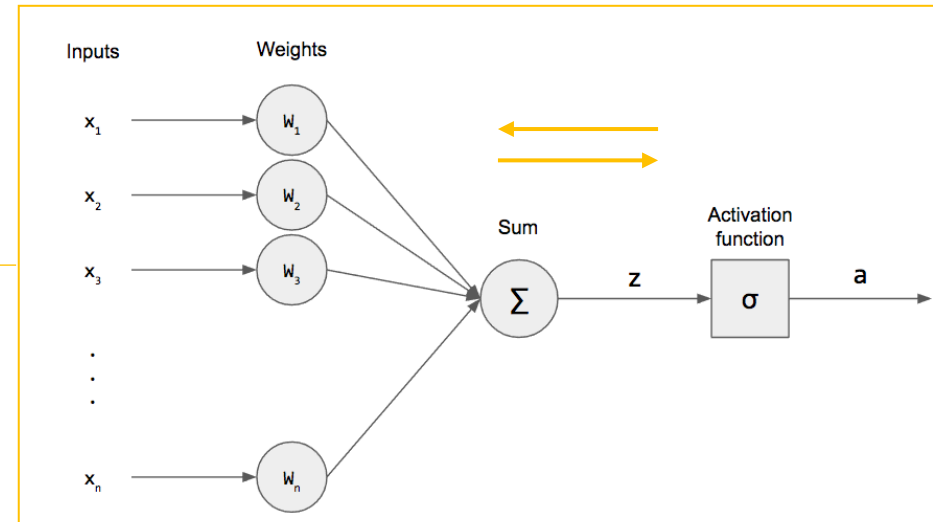 Inputs
Weights
x1
W1
x2
W2
x3
W3
.
.
.
xn
Wn
Sum
Σ
z
Activation
function
σ
a